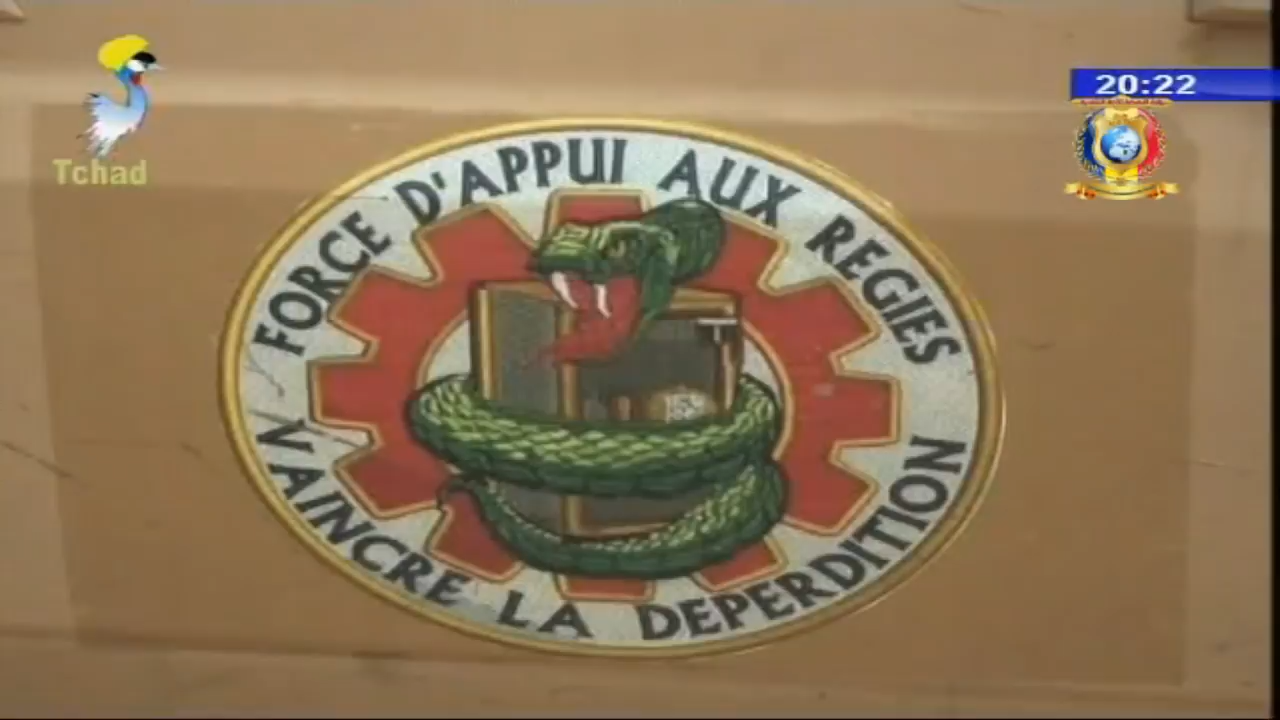 Tchad
20:22
FORCE D'APPUI AUX REGIES
VAINCRE LA DEPERDITION